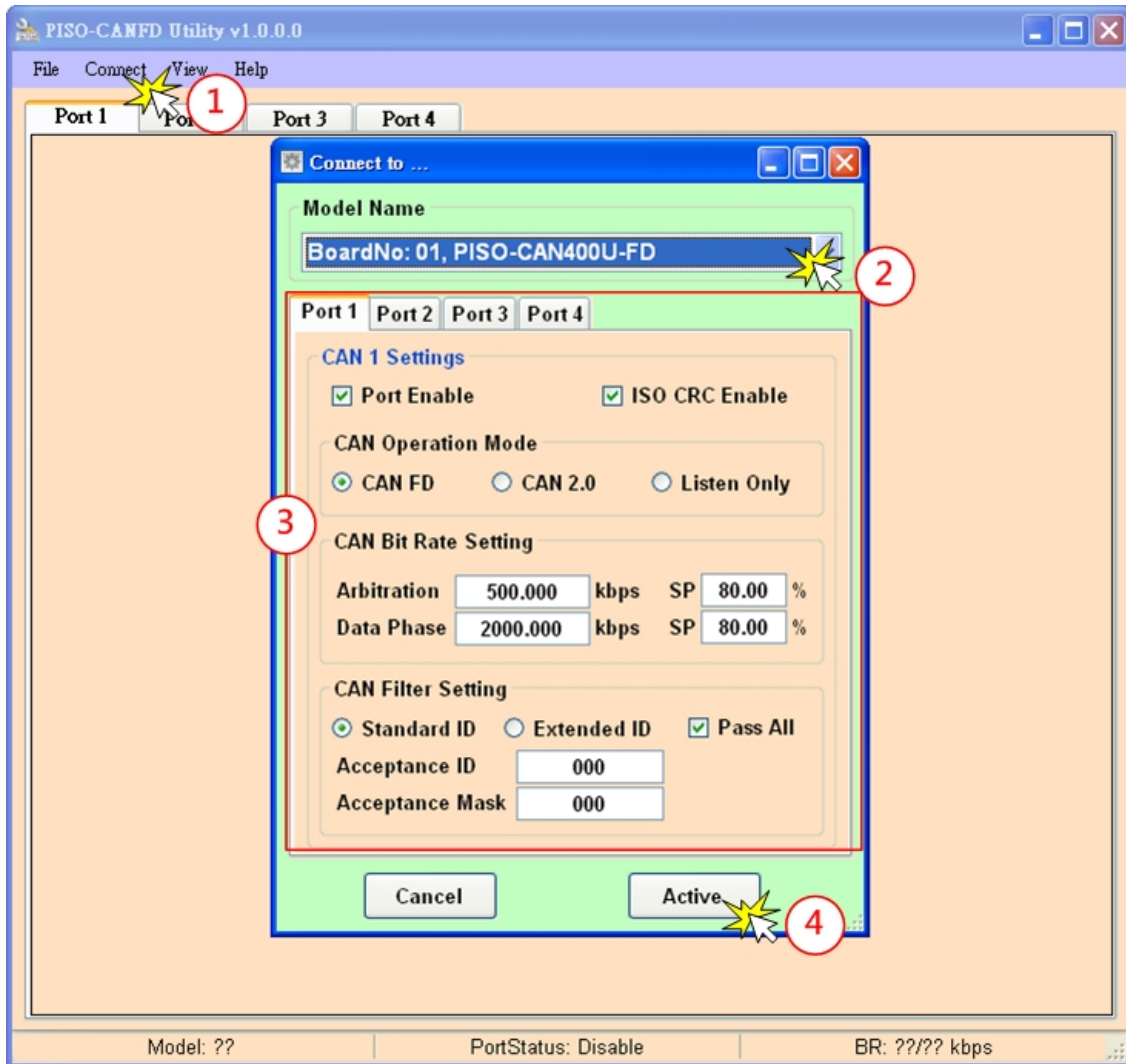 PISO-CANFD Utility v1.0.0.0
File Connect View Help
1
Port 1 Po Port 3 Port 4
Connect to ...
Model Name
BoardNo: 01, PISO-CAN400U-FD
2
Port 1 Port 2 Port 3 Port 4
CAN 1 Settings
Port Enable ISO CRC Enable
CAN Operation Mode
CAN FD CAN 2.0 Listen Only
3
CAN Bit Rate Setting
Arbitration 500.000 kbps SP 80.00 %
Data Phase 2000.000 kbps SP 80.00 %
CAN Filter Setting
Standard ID Extended ID Pass All
Acceptance ID 000
Acceptance Mask 000
Cancel Active
4
Model: ?? PortStatus: Disable BR: ??/?? kbps